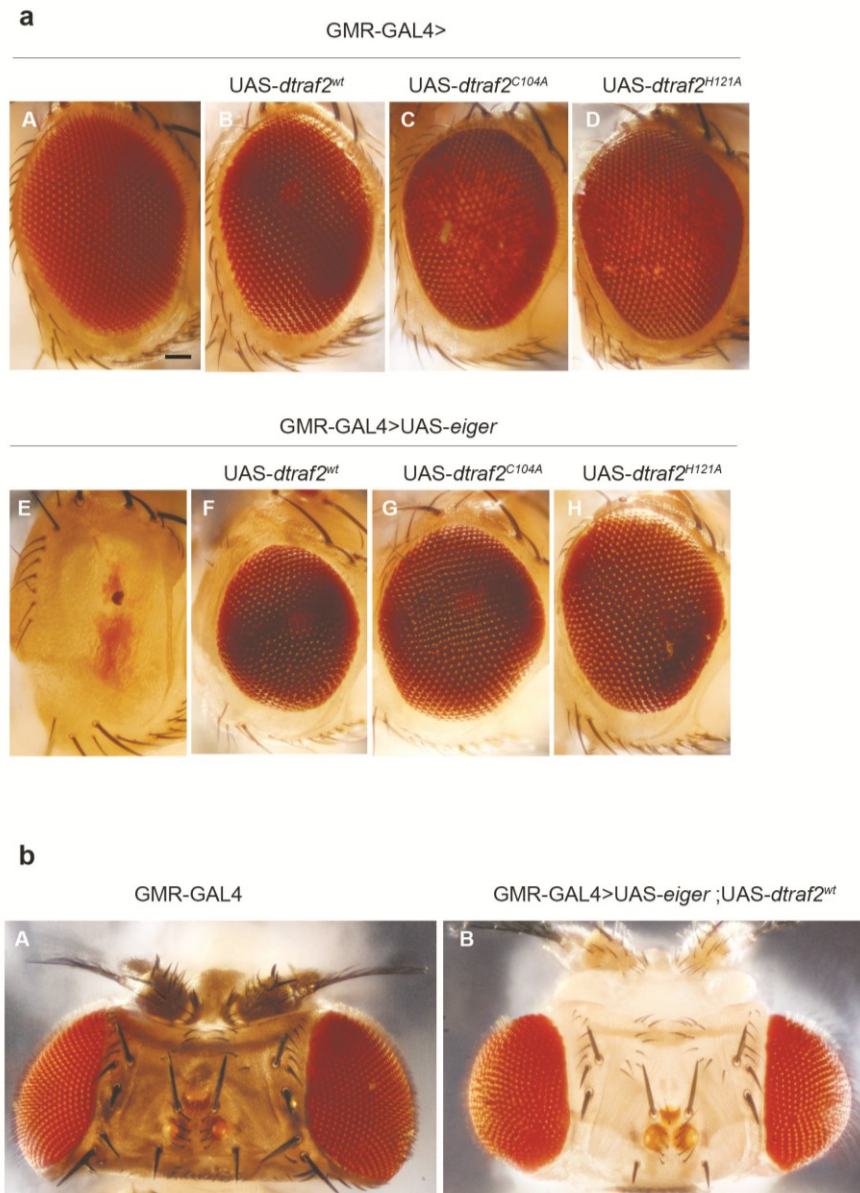 a
GMR-GAL4>
UAS-dtraf2wt UAS-dtraf2C104A UAS-dtraf2H121A
A B C D
GMR-GAL4>UAS-eiger
UAS-dtraf2wt UAS-dtraf2C104A UAS-dtraf2H121A
E F G H
b
GMR-GAL4 GMR-GAL4>UAS-eiger ;UAS-dtraf2wt
A B